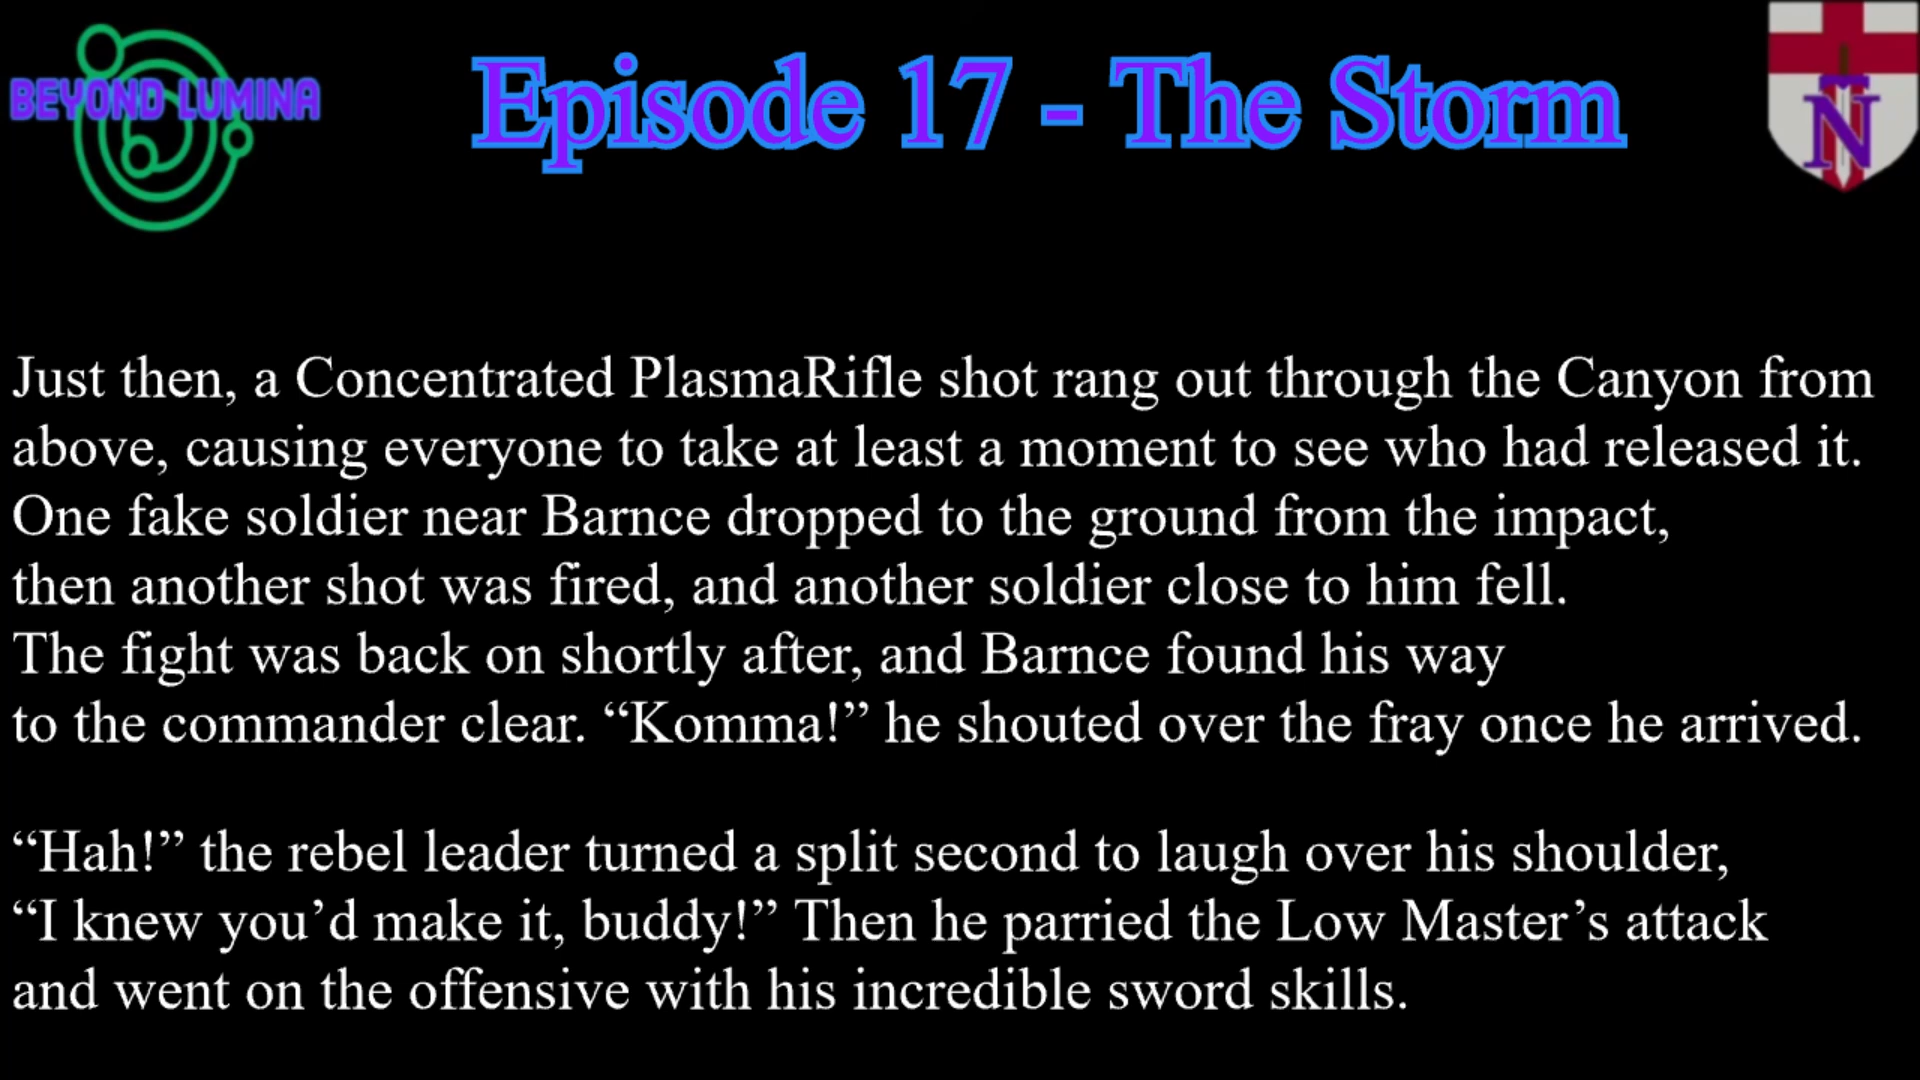 BEYOND LUMINA
Episode 17 - The Storm
Ñ
Just then, a Concentrated PlasmaRifle shot rang out through the Canyon from
above, causing everyone to take at least a moment to see who had released it.
One fake soldier near Barnce dropped to the ground from the impact,
then another shot was fired, and another soldier close to him fell.
The fight was back on shortly after, and Barnce found his way
to the commander clear. “Komma!” he shouted over the fray once he arrived.
“Hah!” the rebel leader turned a split second to laugh over his shoulder,
“I knew you’d make it, buddy!” Then he parried the Low Master’s attack
and went on the offensive with his incredible sword skills.